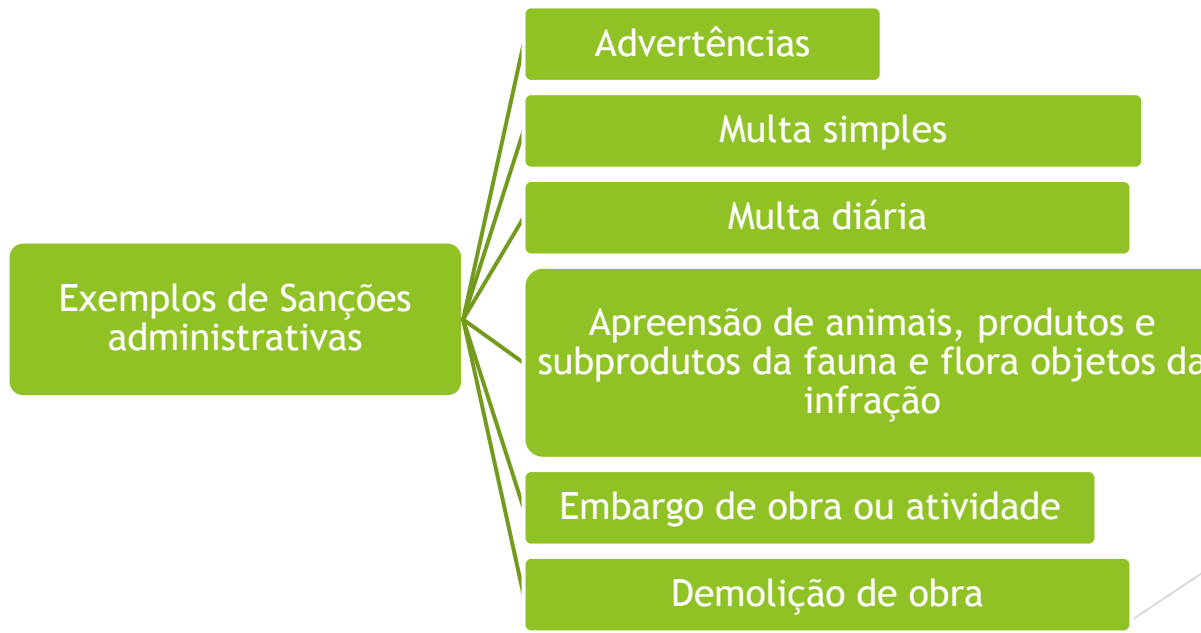 Advertências
Multa simples
Multa diária
Exemplos de Sanções
administrativas
Apreensão de animais, produtos e
subprodutos da fauna e flora objetos da
infração
Embargo de obra ou atividade
Demolição de obra